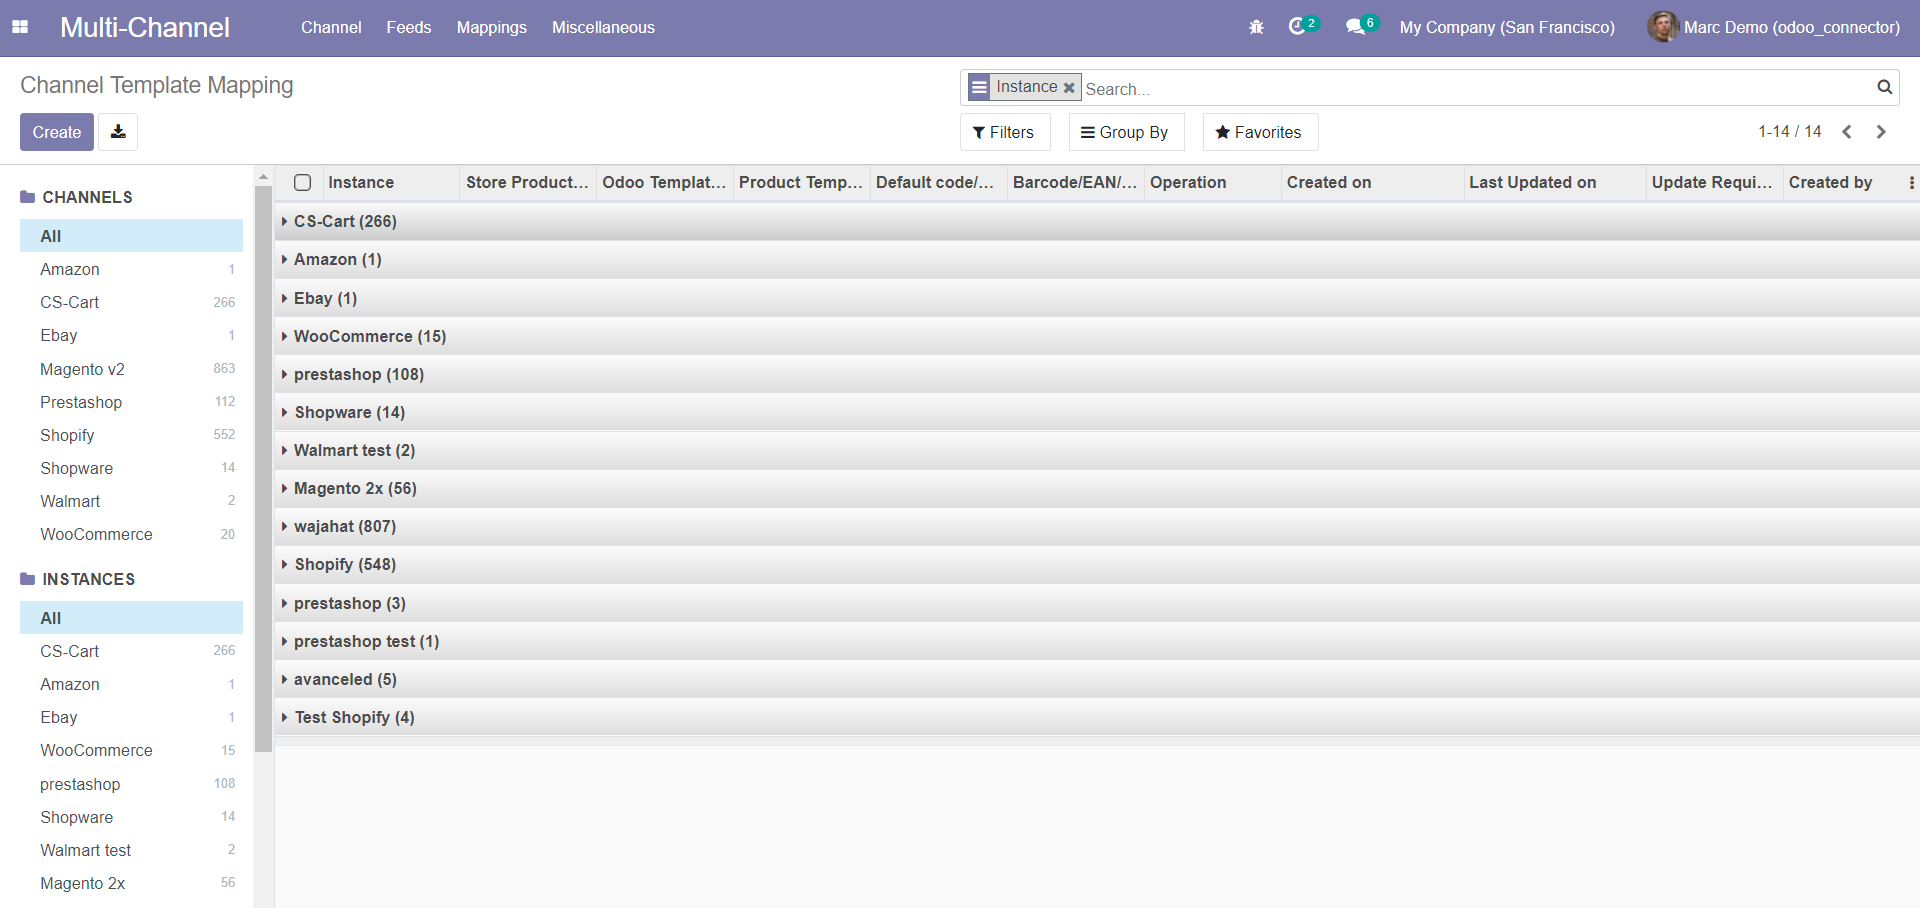 Multi-Channel Channel Feeds Mappings Miscellaneous 2 6 My Company (San Francisco) Marc Demo (odoo_connector)
Channel Template Mapping
Instance Search...
Create Filters Group By Favorites 1-14 / 14
CHANNELS
All
Amazon 1
CS-Cart 266
Ebay 1
Magento v2 863
Prestashop 112
Shopify 552
Shopware 14
Walmart 2
WooCommerce 20
INSTANCES
All
CS-Cart 266
Amazon 1
Ebay 1
WooCommerce 15
prestashop 108
Shopware 14
Walmart test 2
Magento 2x 56
Instance Store Product... Odoo Templat... Product Temp... Default code/... Barcode/EAN/... Operation Created on Last Updated on Update Requi... Created by
CS-Cart (266)
Amazon (1)
Ebay (1)
WooCommerce (15)
prestashop (108)
Shopware (14)
Walmart test (2)
Magento 2x (56)
wajahat (807)
Shopify (548)
prestashop (3)
prestashop test (1)
avanceled (5)
Test Shopify (4)